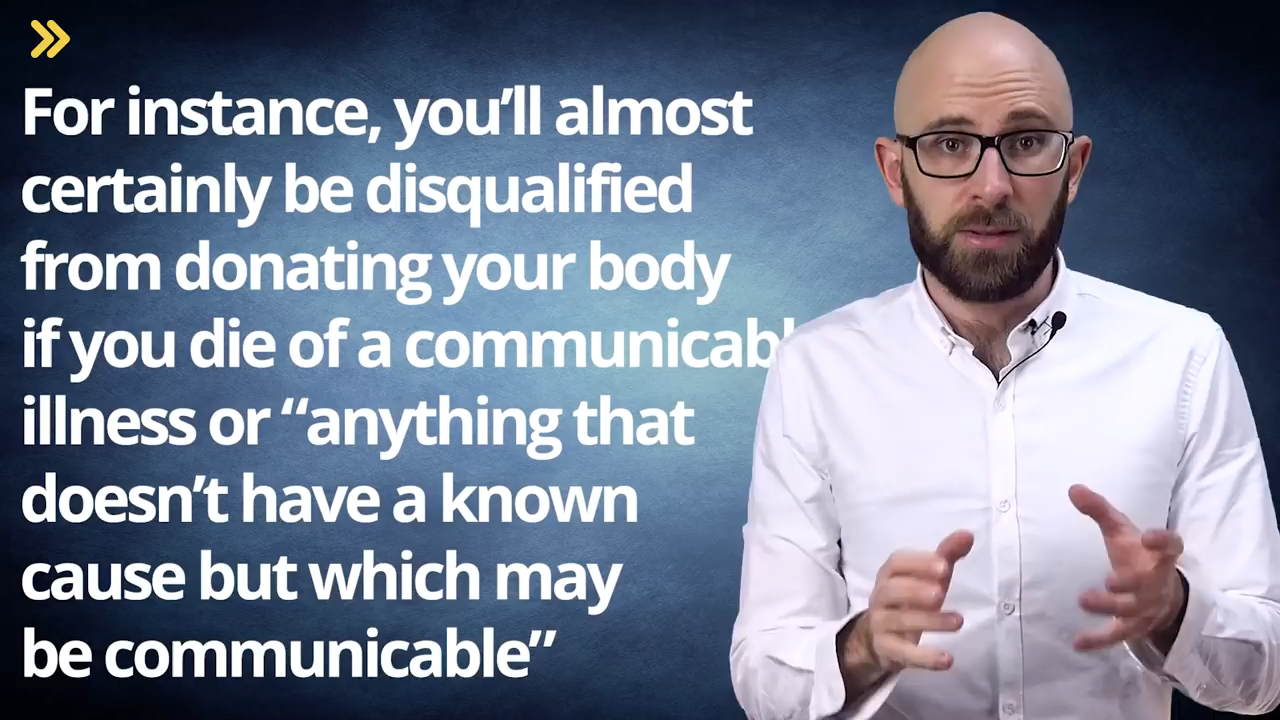 For instance, you’ll almost
certainly be disqualified
from donating your body
if you die of a
illness or “anything that
doesn’t have a known
cause but which may
be communicable”